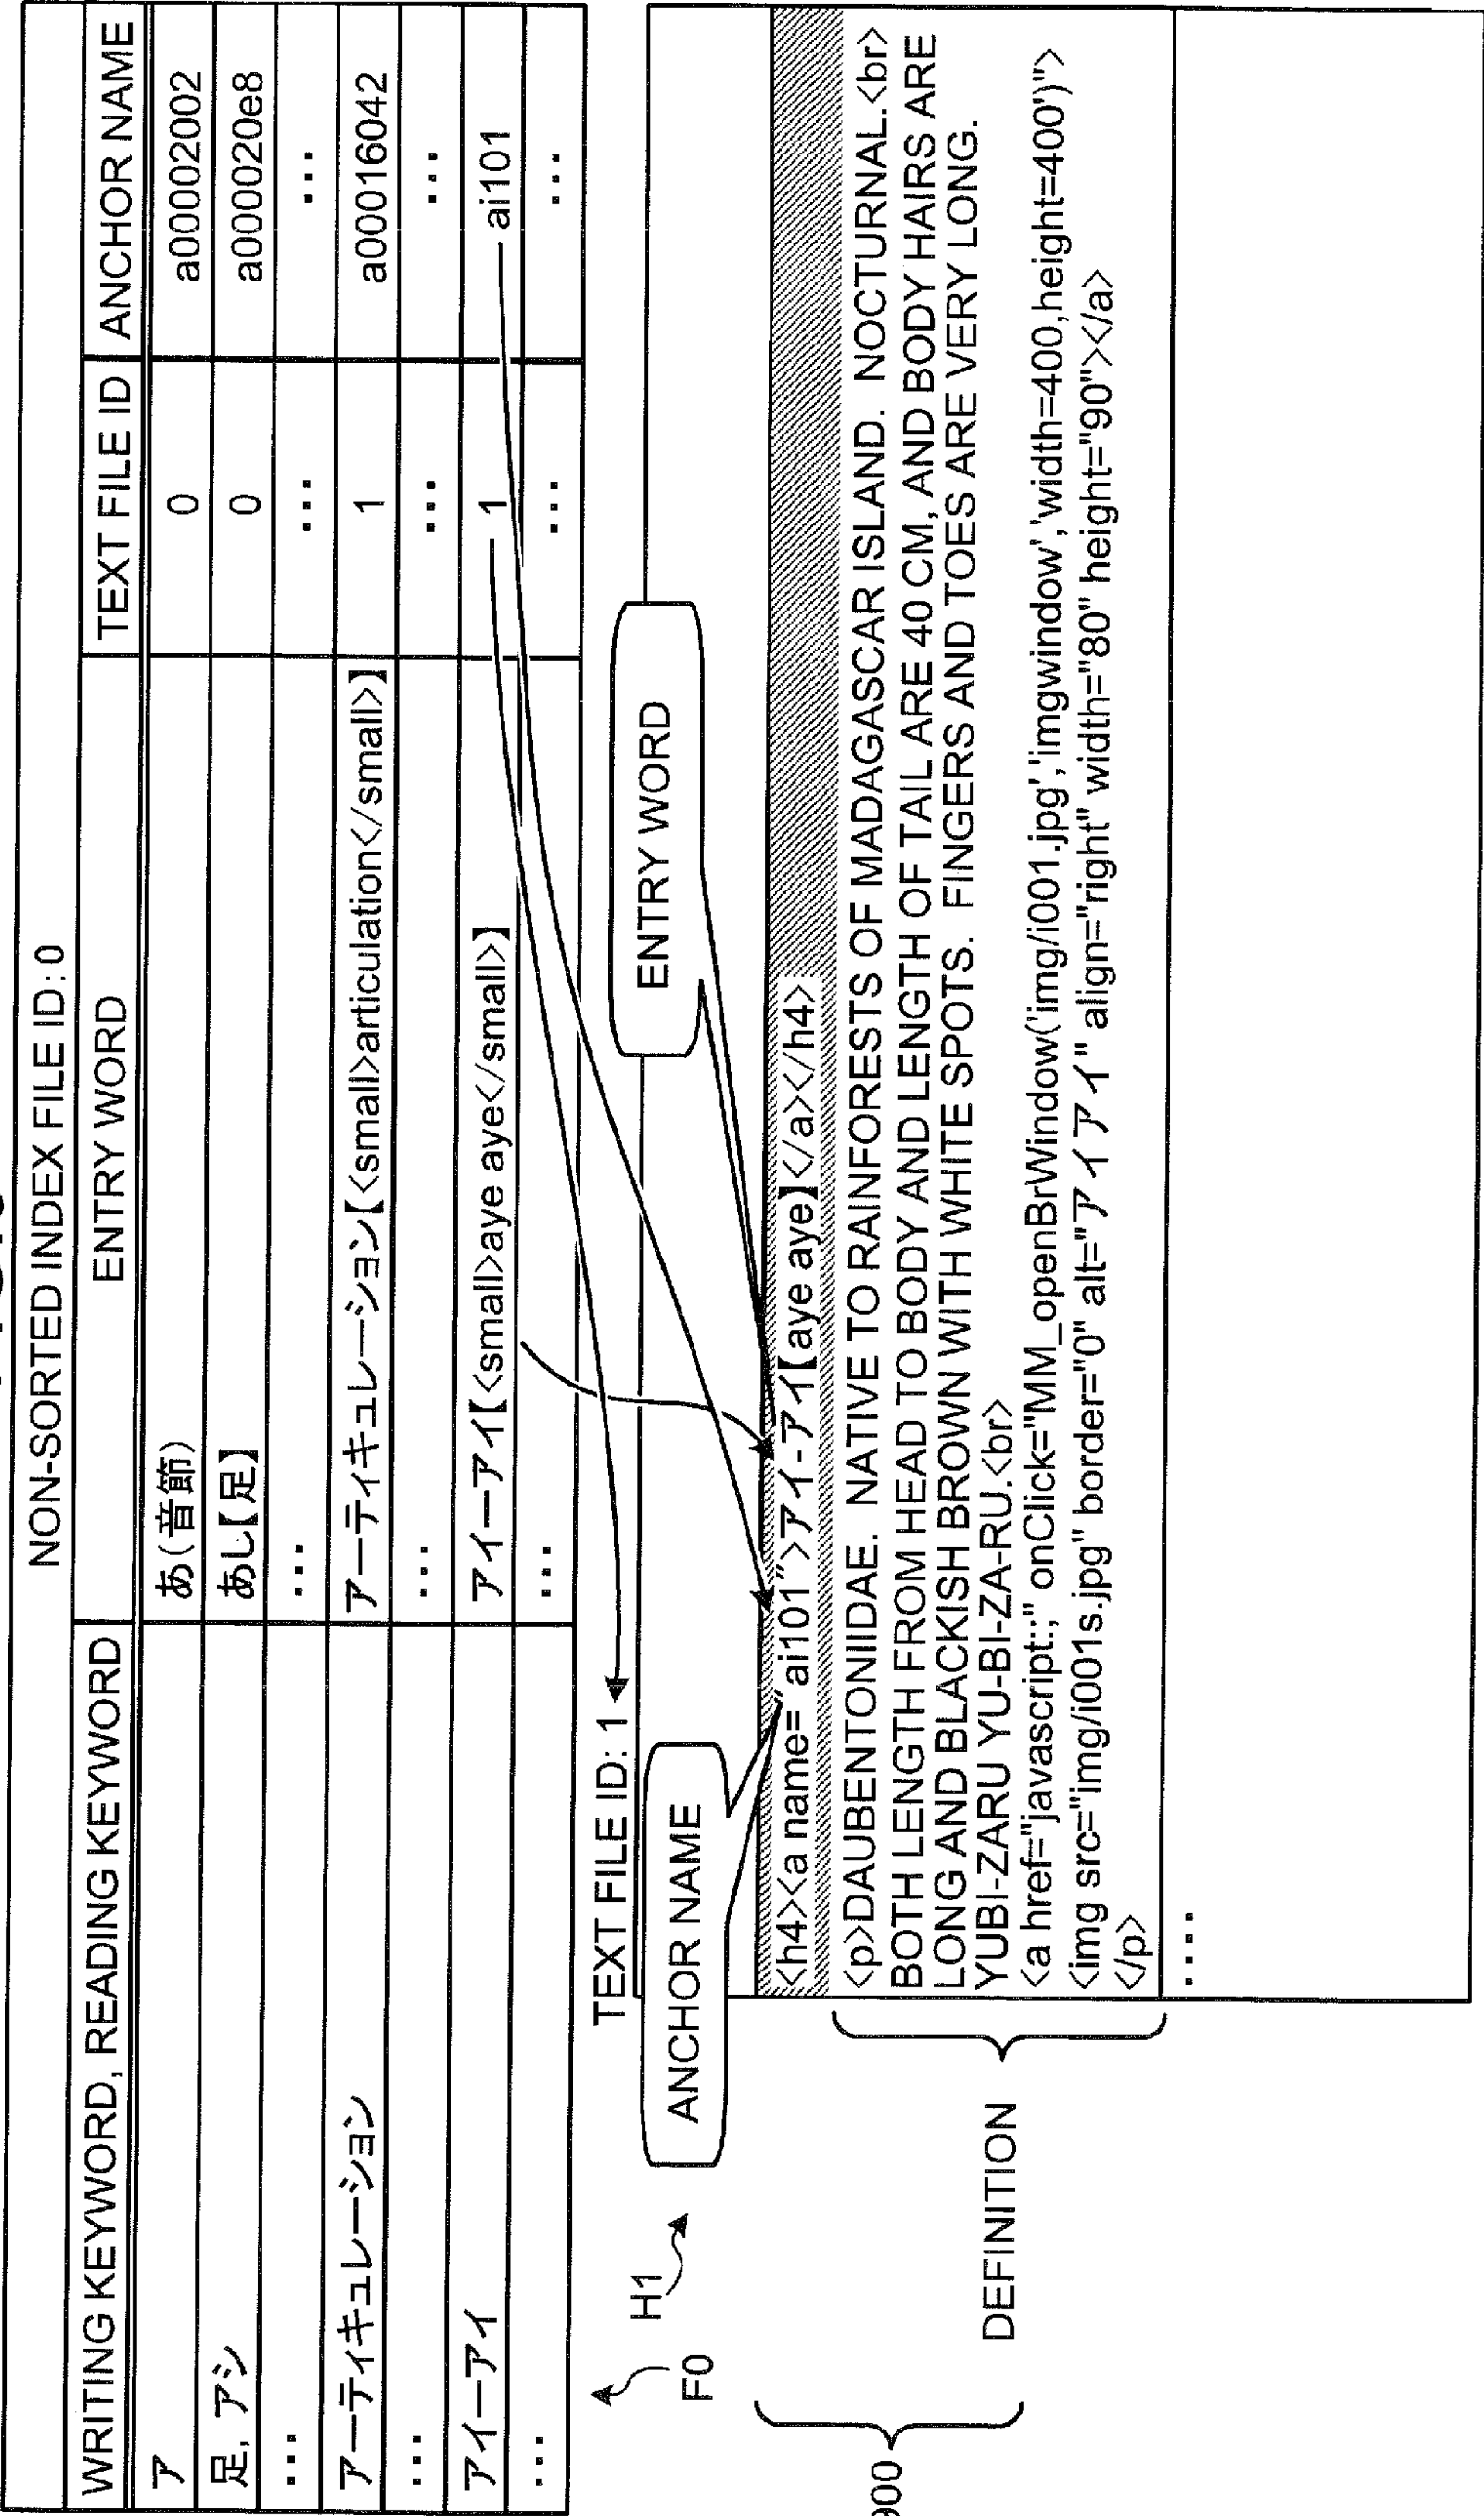 NON-SORTED INDEX FILE ID: 0
WRITING KEYWORD, READING KEYWORD ENTRY WORD TEXT FILE ID ANCHOR NAME
ア あ(音節) 0 a0002002
足, アシ あし【足】 0 a00020e8
... ... ... ...
アーティキュレーション アーティキュレーション【<small>articulation</small>】 1 a00016042
... ... ... ...
アイーアイ アイーアイ【<small>aye aye</small>】 1 ai101
... ... ... ...
F0
TEXT FILE ID: 1
H1
ANCHOR NAME
ENTRY WORD
<h4><a name="ai101">アイ-アイ【aye aye】</a></h4>
<p>DAUBENTONIIDAE. NATIVE TO RAINFORESTS OF MADAGASCAR ISLAND. NOCTURNAL.<br>
BOTH LENGTH FROM HEAD TO BODY AND LENGTH OF TAIL ARE 40 CM, AND BODY HAIRS ARE
LONG AND BLACKISH BROWN WITH WHITE SPOTS. FINGERS AND TOES ARE VERY LONG.
YUBI-ZARU YU-BI-ZA-RU.<br>
<a href="javascript:;" onClick="MM_openBrWindow('img/i001.jpg','imgwindow','width=400,height=400')">
<img src="img/i001s.jpg" border="0" alt="アイアイ" align="right" width="80" height="90"></a>
</p>
....
DEFINITION
900